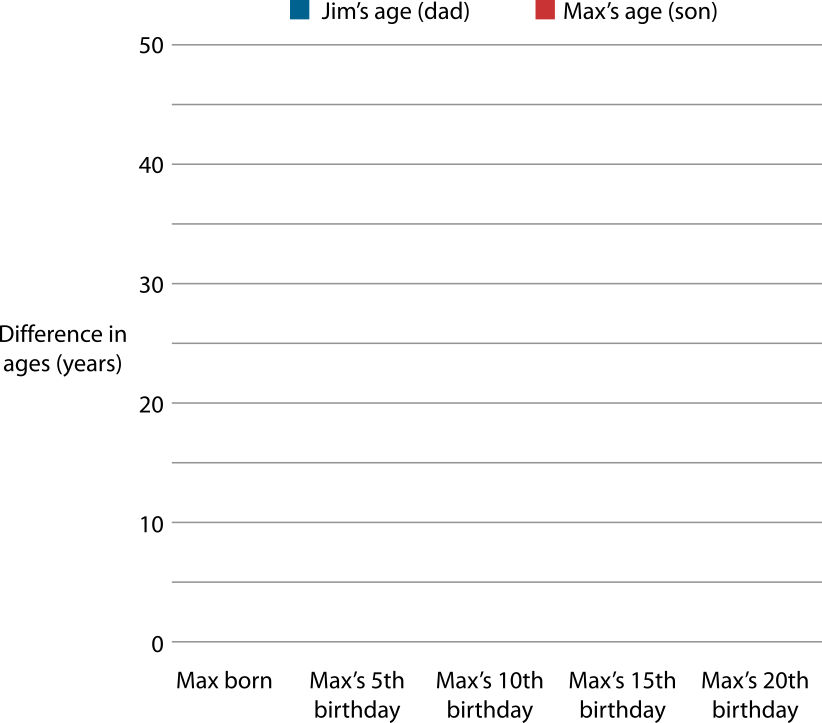 Jim’s age (dad)
Max’s age (son)
50
40
30
Difference in
ages (years)
20
10
0
Max born
Max’s 5th
birthday
Max’s 10th
birthday
Max’s 15th
birthday
Max’s 20th
birthday